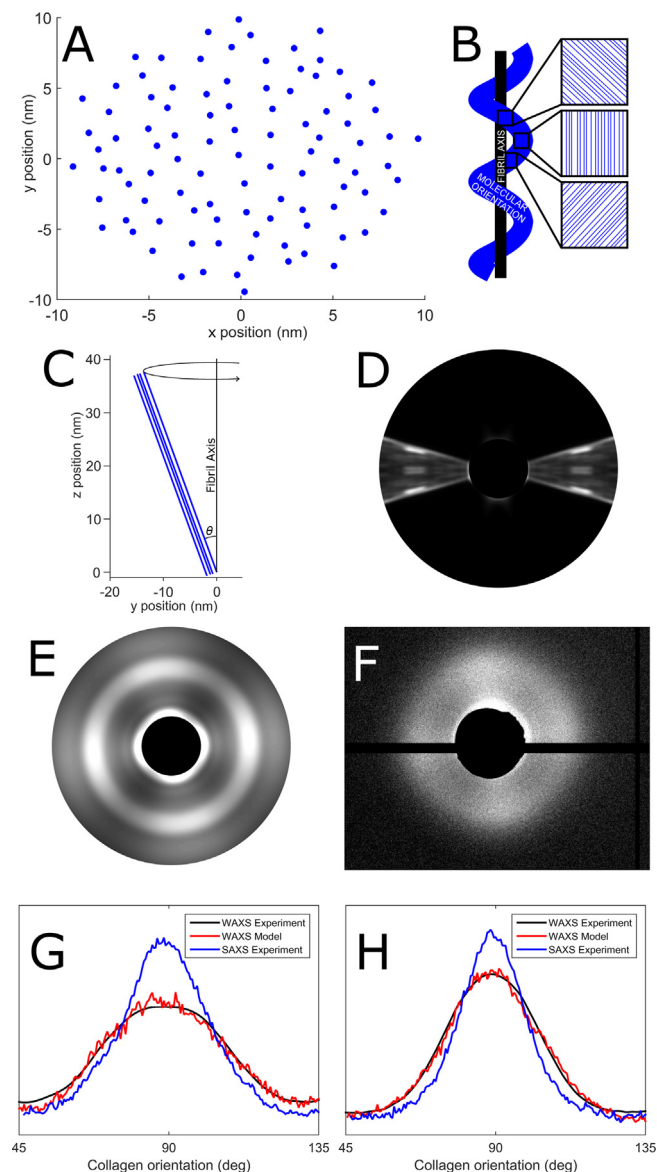 A
10
5
0
-5
-10
y position (nm)
-10
-5
0
5
10
x position (nm)
B
FIBRIL AXIS
MOLECULAR
ORIENTATION
C
40
30
20
10
0
z position (nm)
Fibril Axis
θ
-20
-10
0
y position (nm)
D
E
F
G
WAXS Experiment
WAXS Model
SAXS Experiment
45
90
135
Collagen orientation (deg)
H
WAXS Experiment
WAXS Model
SAXS Experiment
45
90
135
Collagen orientation (deg)